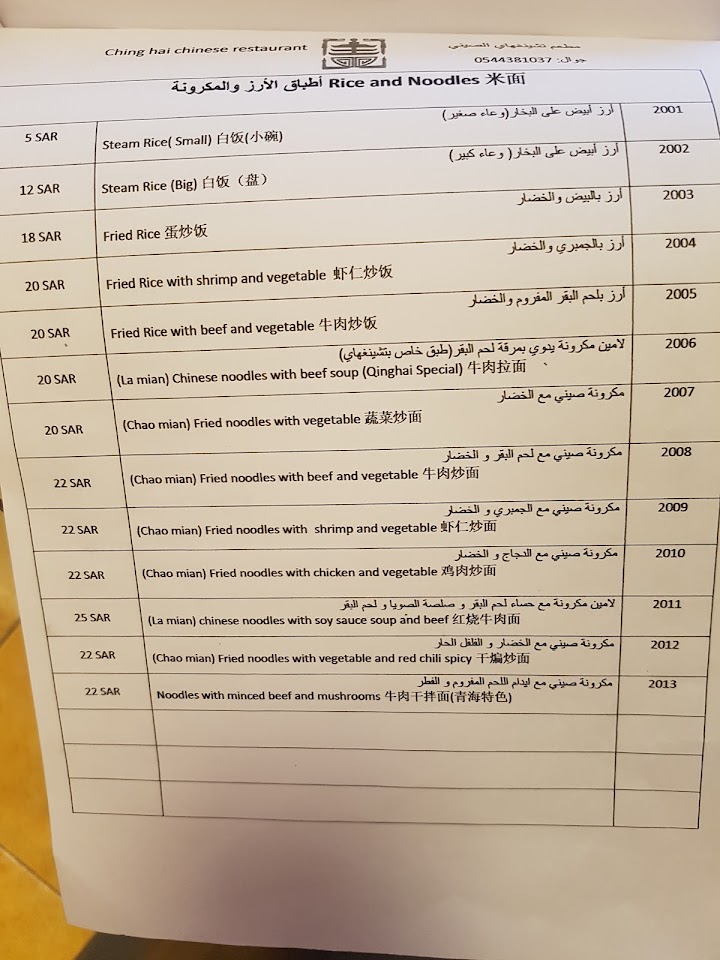 Ching hai chinese restaurant
مطعم تشينغهاي الصيني
جوال: 0544381037
أطباق الأرز والمكرونة Rice and Noodles 米面
2001
أرز أبيض على البخار(وعاء صغير)
Steam Rice( Small) 白饭(小碗)
5 SAR
2002
أرز أبيض على البخار( وعاء كبير)
Steam Rice (Big) 白饭（盘）
12 SAR
2003
أرز بالبيض والخضار
Fried Rice 蛋炒饭
18 SAR
2004
أرز بالجمبري والخضار
Fried Rice with shrimp and vegetable 虾仁炒饭
20 SAR
2005
أرز بلحم البقر المفروم والخضار
Fried Rice with beef and vegetable 牛肉炒饭
20 SAR
2006
لامين مكرونة يدوي بمرقة لحم البقر(طبق خاص بتشينغهاي)
(La mian) Chinese noodles with beef soup (Qinghai Special) 牛肉拉面
20 SAR
2007
مكرونة صيني مع الخضار
(Chao mian) Fried noodles with vegetable 蔬菜炒面
20 SAR
2008
مكرونة صيني مع لحم البقر و الخضار
(Chao mian) Fried noodles with beef and vegetable 牛肉炒面
22 SAR
2009
مكرونة صيني مع الجمبري و الخضار
(Chao mian) Fried noodles with shrimp and vegetable 虾仁炒面
22 SAR
2010
مكرونة صيني مع الدجاج و الخضار
(Chao mian) Fried noodles with chicken and vegetable 鸡肉炒面
22 SAR
2011
لامين مكرونة مع حساء لحم البقر و صلصة الصويا و لحم البقر
(La mian) chinese noodles with soy sauce soup and beef 红烧牛肉面
25 SAR
2012
مكرونة صيني مع الخضار و الفلفل الحار
(Chao mian) Fried noodles with vegetable and red chili spicy 干煸炒面
22 SAR
2013
مكرونة صيني مع ايدام اللحم المفروم و الفطر
Noodles with minced beef and mushrooms 牛肉干拌面(青海特色)
22 SAR